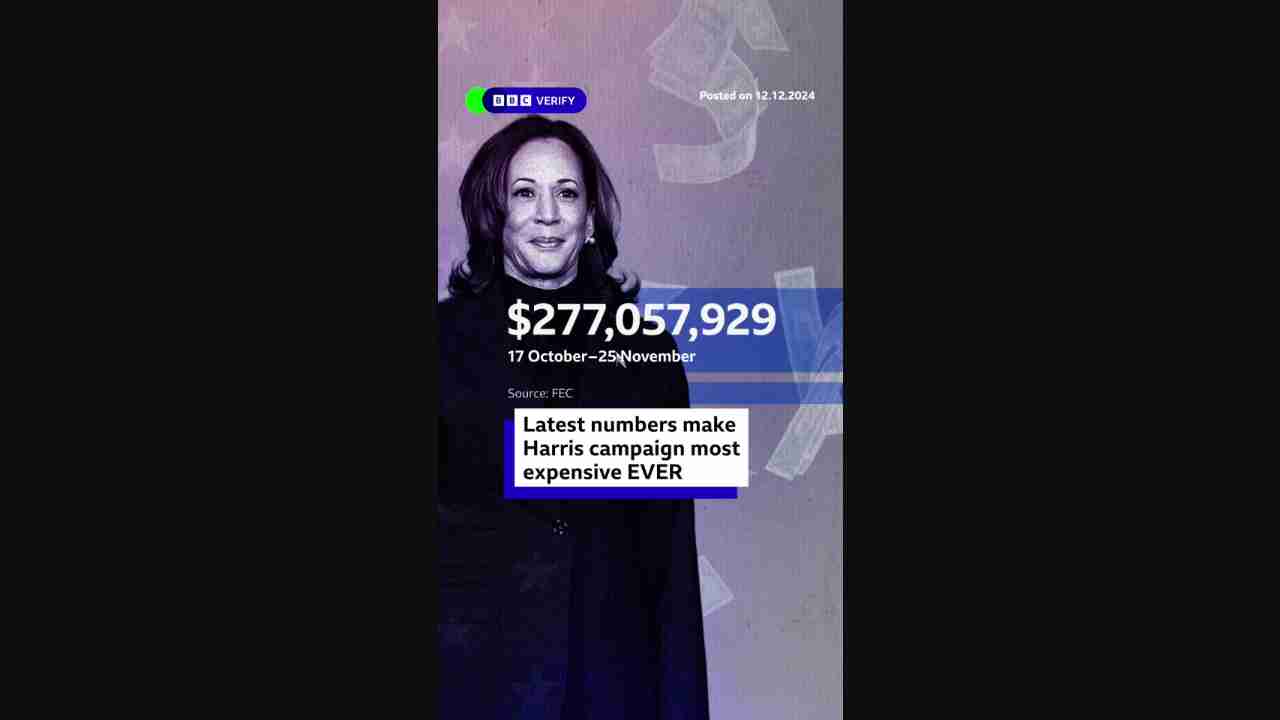 BBC VERIFY
Posted on 12.12.2024
$277,057,929
17 October–25 November
Source: FEC
Latest numbers make
Harris campaign most
expensive EVER